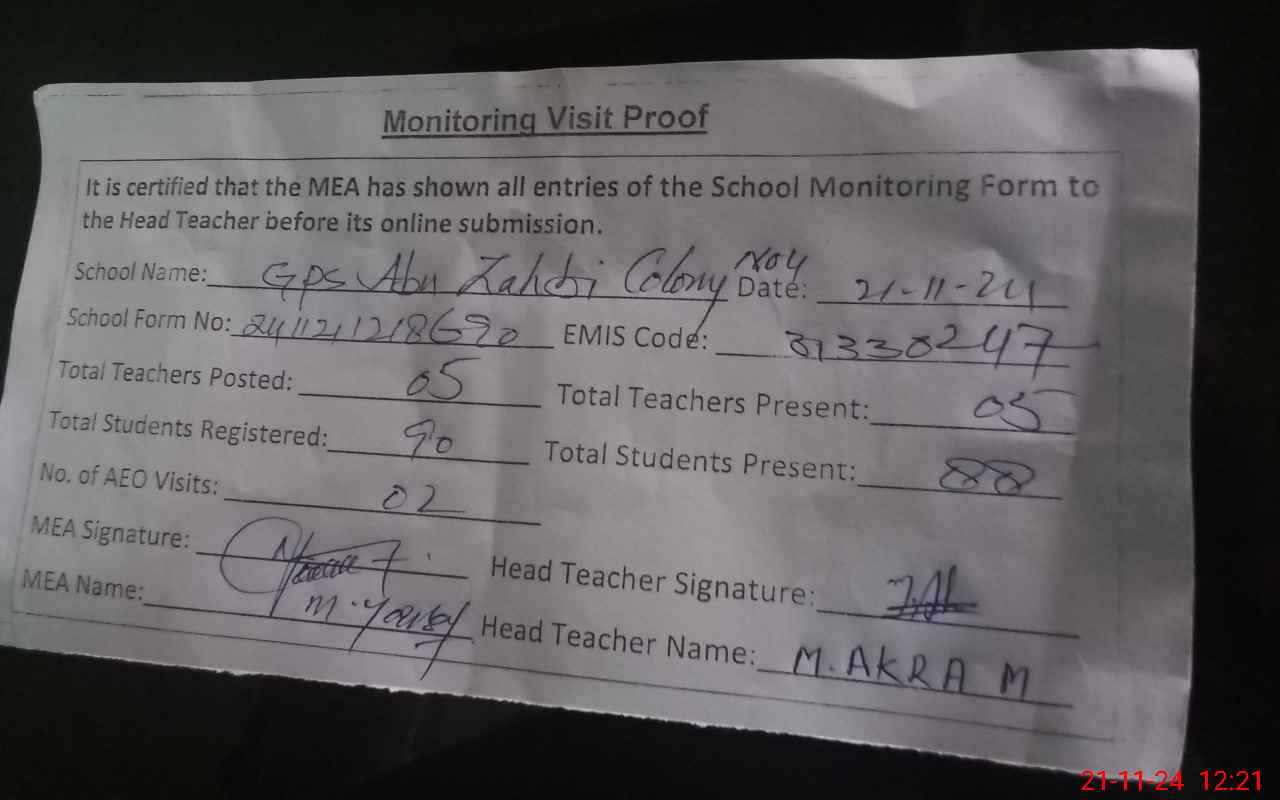 Monitoring Visit Proof
It is certified that the MEA has shown all entries of the School Monitoring Form to
the Head Teacher before its online submission.
School Name: GPS Abu Zahbi Colony Date: 21-11-24
School Form No: 2411211218690 EMIS Code: 31330247
Total Teachers Posted: 05 Total Teachers Present: 05
Total Students Registered: 90 Total Students Present: 88
No. of AEO Visits: 02
MEA Signature: Head Teacher Signature:
MEA Name: M. Yousaf Head Teacher Name: M. AKRAM
21-11-24 12:21